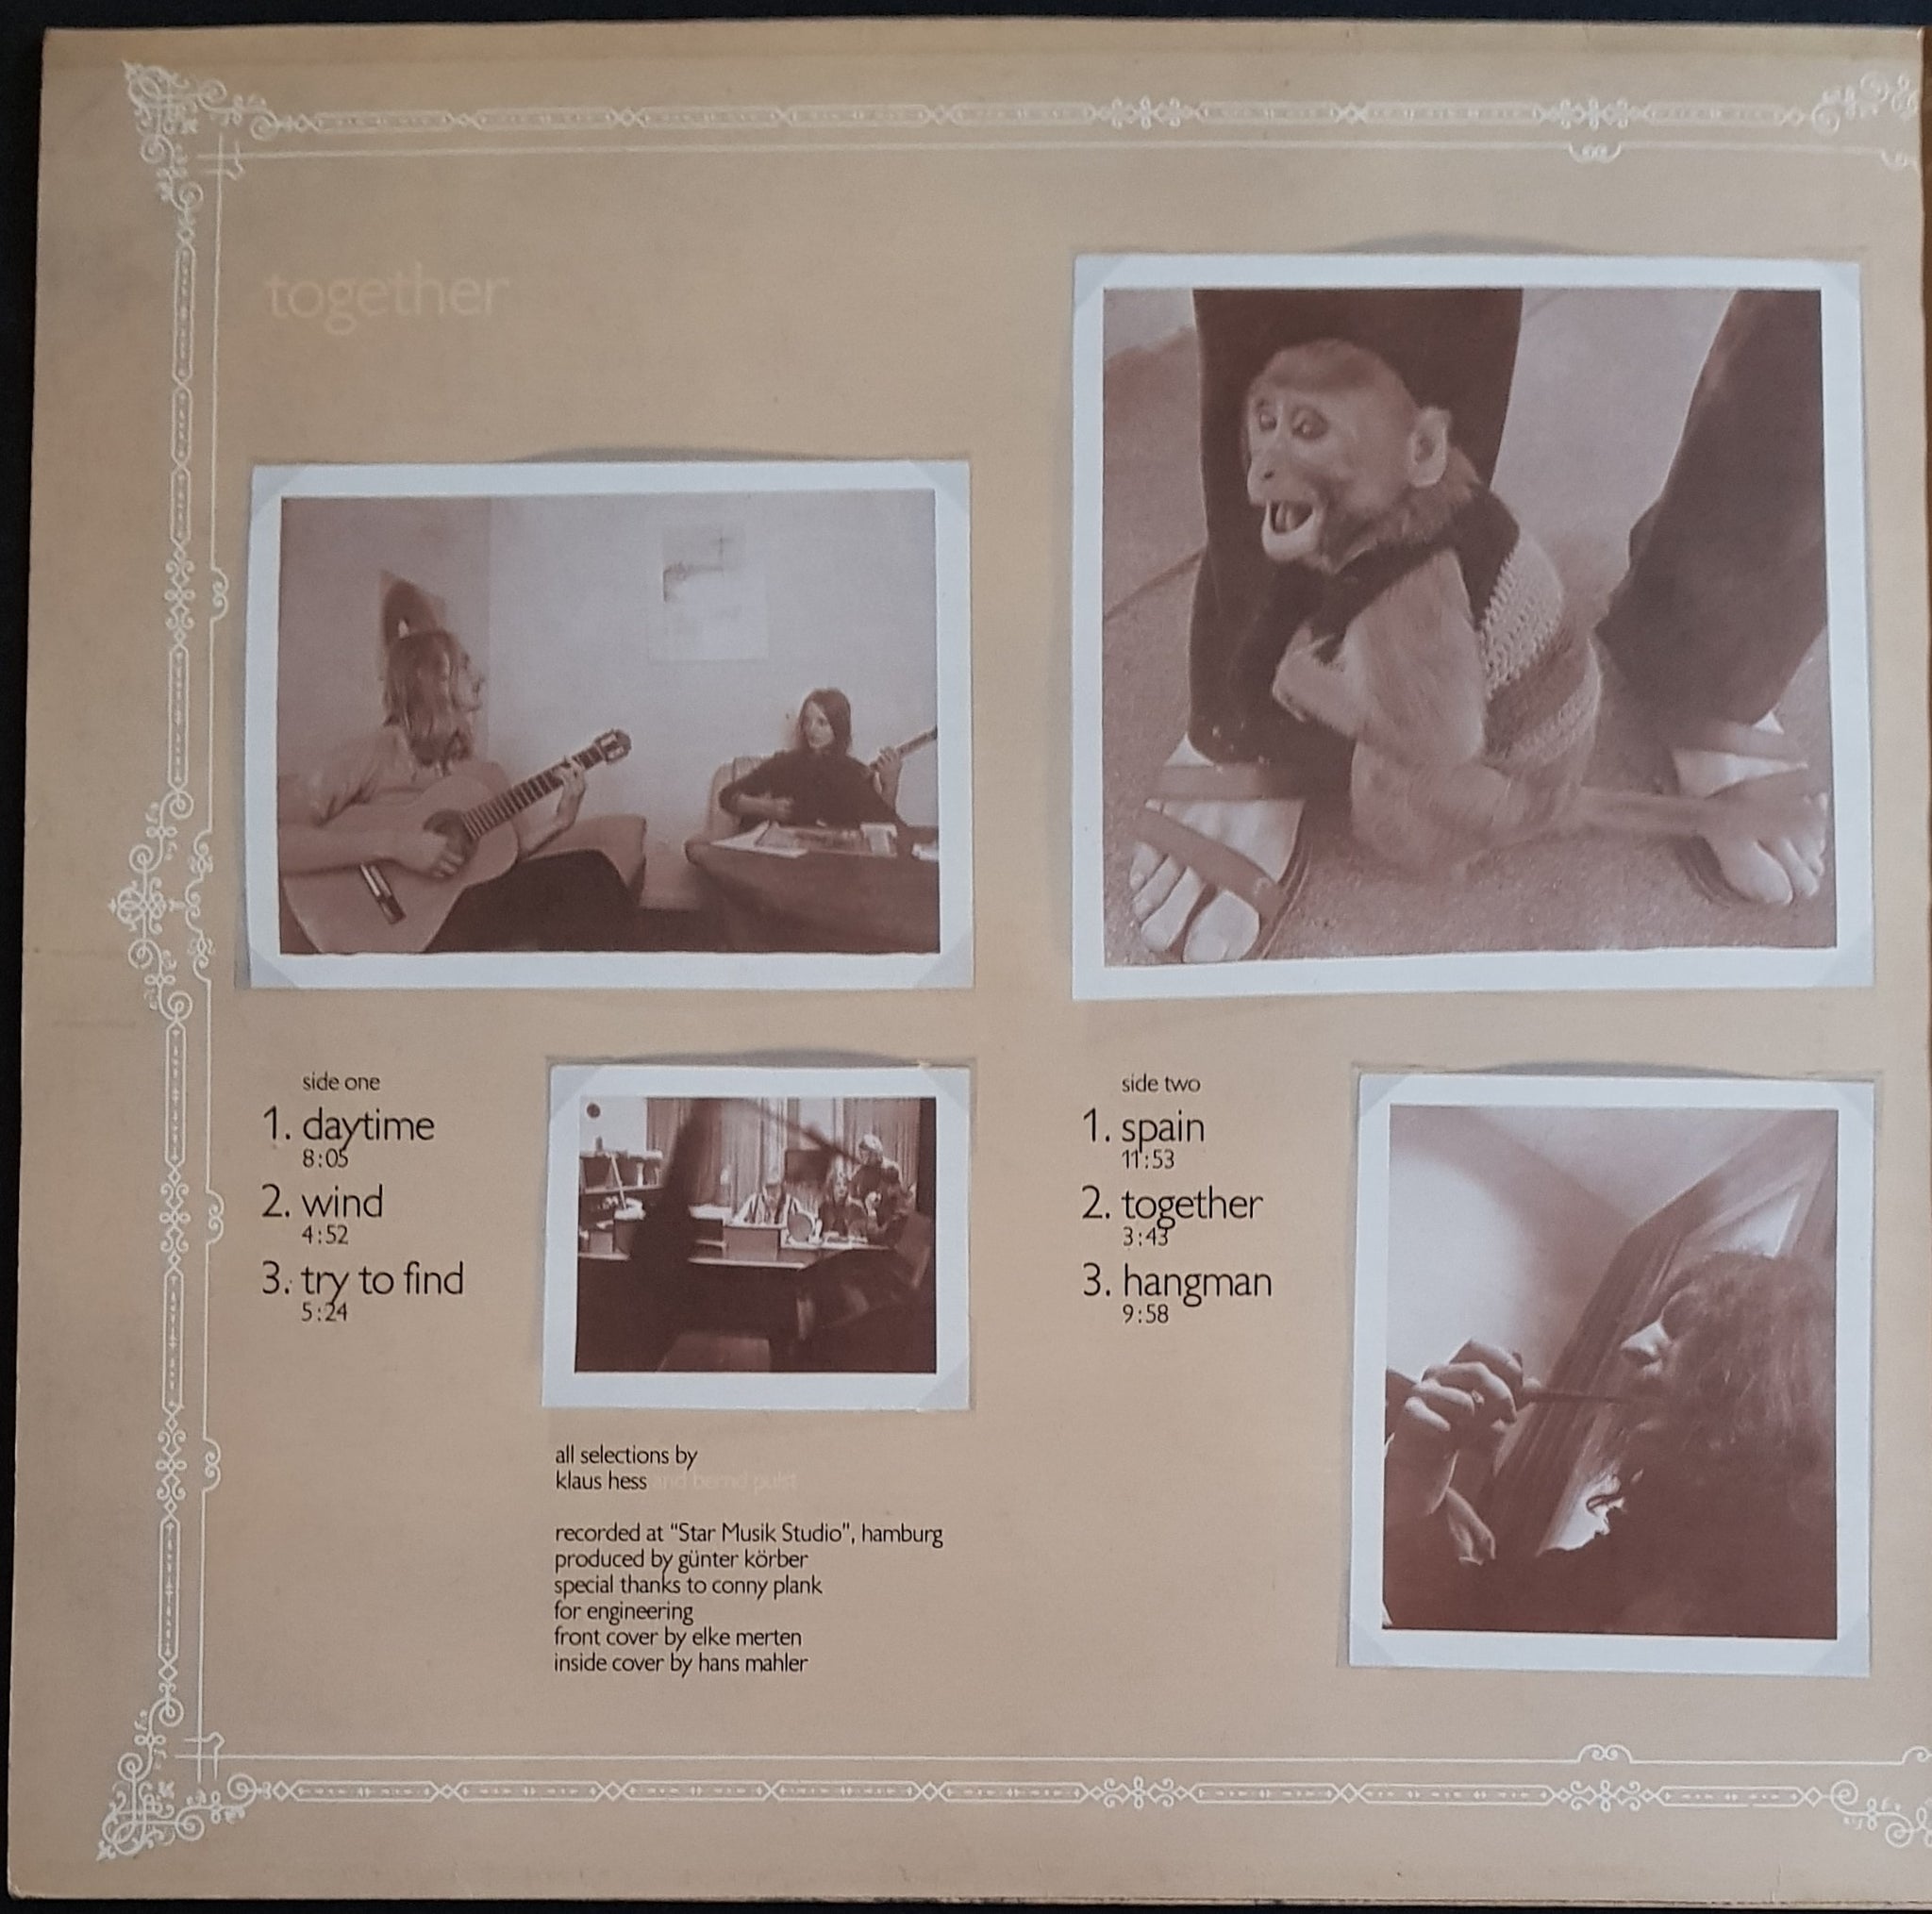 together
side one
1. daytime
8:05
2. wind
4:52
3. try to find
5:24
side two
1. spain
11:53
2. together
3:43
3. hangman
9:58
all selections by
klaus hess and bernd pulst
recorded at "Star Musik Studio", hamburg
produced by günter körber
special thanks to conny plank
for engineering
front cover by elke merten
inside cover by hans mahler